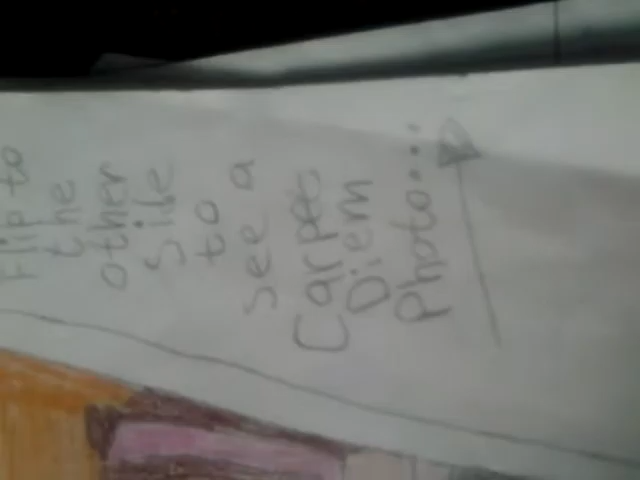 Flip to
the
other
side
to
see a
Carpet
Diem
Photo...